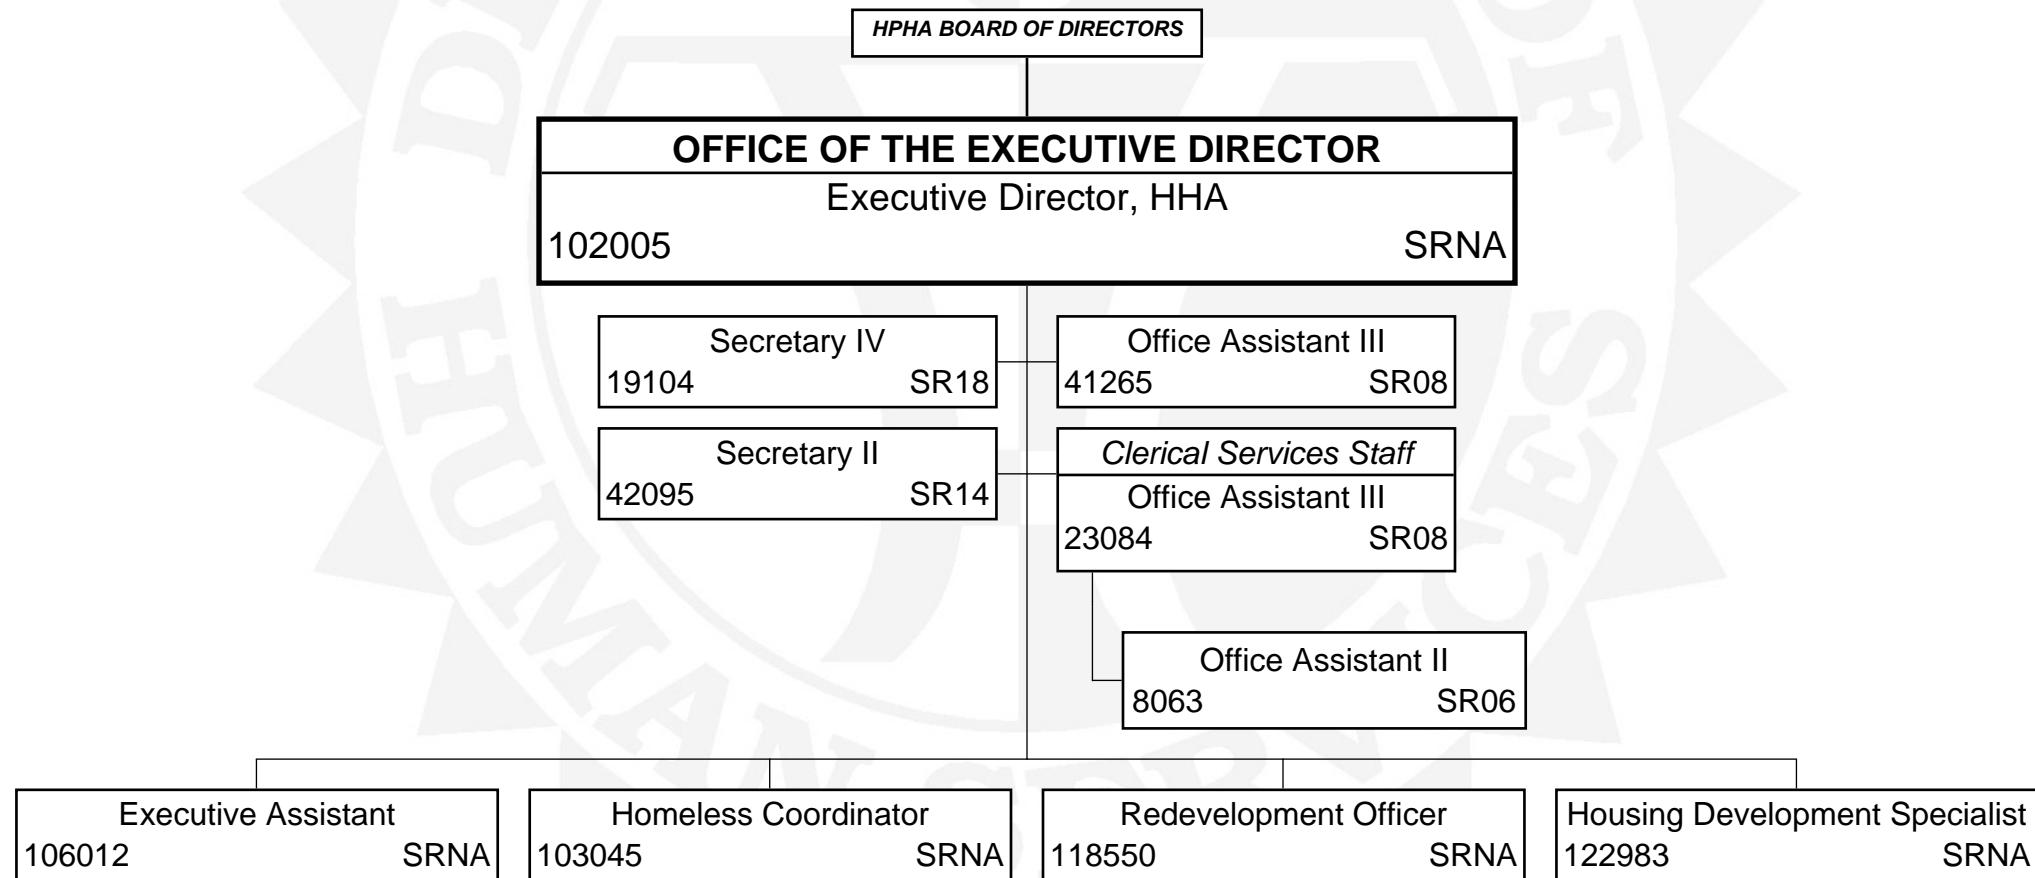 HPHA BOARD OF DIRECTORS
OFFICE OF THE EXECUTIVE DIRECTOR
Executive Director, HHA
102005 SRNA
Secretary IV
19104 SR18
Office Assistant III
41265 SR08
Secretary II
42095 SR14
Clerical Services Staff
Office Assistant III
23084 SR08
Office Assistant II
8063 SR06
Executive Assistant
106012 SRNA
Homeless Coordinator
103045 SRNA
Redevelopment Officer
118550 SRNA
Housing Development Specialist
122983 SRNA
HUMAN SERVICES
OF